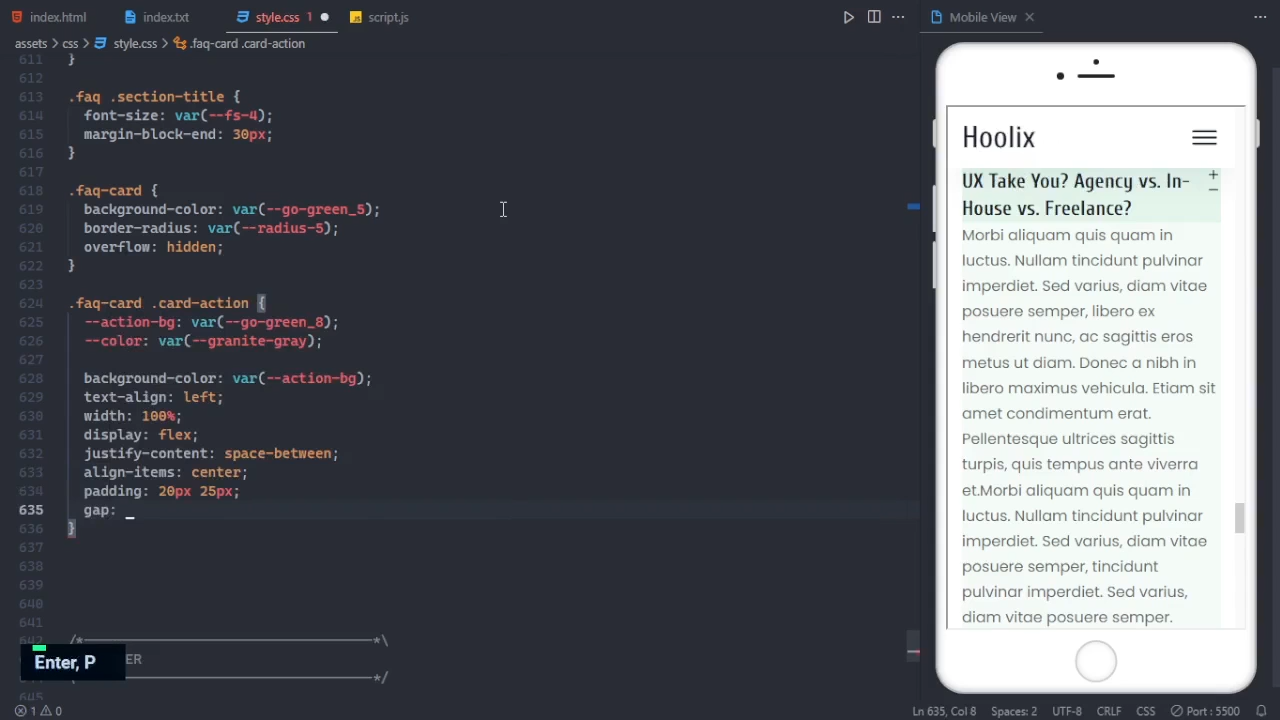 index.html
index.txt
style.css 1
script.js
Mobile View
assets > css > style.css > .faq-card .card-action
611 }
612
613 .faq .section-title {
614 font-size: var(--fs-4);
615 margin-block-end: 30px;
616 }
617
618 .faq-card {
619 background-color: var(--go-green_5);
620 border-radius: var(--radius-5);
621 overflow: hidden;
622 }
623
624 .faq-card .card-action {
625 --action-bg: var(--go-green_8);
626 --color: var(--granite-gray);
627
628 background-color: var(--action-bg);
629 text-align: left;
630 width: 100%;
631 display: flex;
632 justify-content: space-between;
633 align-items: center;
634 padding: 20px 25px;
635 gap:
636 }
637
638
639
640
641
642 /*-----------------------------------*\
ER
\-----------------------------------*/
645
Enter, P
Hoolix
UX Take You? Agency vs. In-
House vs. Freelance?
Morbi aliquam quis quam in
luctus. Nullam tincidunt pulvinar
imperdiet. Sed varius, diam vitae
posuere semper, libero ex
hendrerit nunc, ac sagittis eros
metus ut diam. Donec a nibh in
libero maximus vehicula. Etiam sit
amet condimentum erat.
Pellentesque ultrices sagittis
turpis, quis tempus ante viverra
et.Morbi aliquam quis quam in
luctus. Nullam tincidunt pulvinar
imperdiet. Sed varius, diam vitae
posuere semper, tincidunt
pulvinar imperdiet. Sed varius,
diam vitae posuere semper.
1 0
Ln 635, Col 8
Spaces: 2
UTF-8
CRLF
CSS
Port : 5500